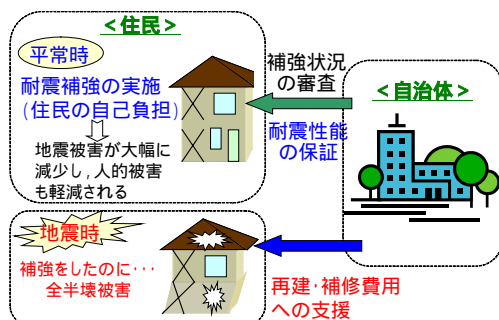 <住民>
平常時
耐震補強の実施
(住民の自己負担)
地震被害が大幅に
減少し,人的被害
も軽減される
補強状況
の審査
耐震性能
の保証
<自治体>
地震時
補強をしたのに･･･
全半壊被害
再建･補修費用
への支援